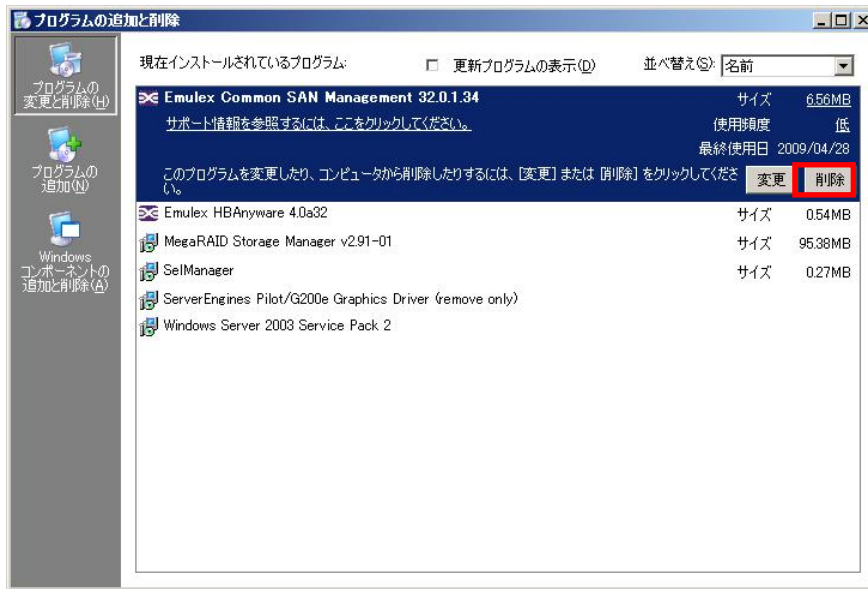 プログラムの追加と削除
プログラムの
変更と削除(H)
プログラムの
追加(N)
Windows
コンポーネントの
追加と削除(A)
現在インストールされているプログラム:
更新プログラムの表示(D)
並べ替え(S):
名前
Emulex Common SAN Management 32.0.1.34
サイズ
6.56MB
サポート情報を参照するには、ここをクリックしてください。
使用頻度
低
最終使用日
2009/04/28
このプログラムを変更したり、コンピュータから削除したりするには、[変更] または [削除] をクリックしてくださ
い。
変更
削除
Emulex HBAnyware 4.0a32
サイズ
0.54MB
MegaRAID Storage Manager v2.91-01
サイズ
95.38MB
SelManager
サイズ
0.27MB
ServerEngines Pilot/G200e Graphics Driver (remove only)
Windows Server 2003 Service Pack 2